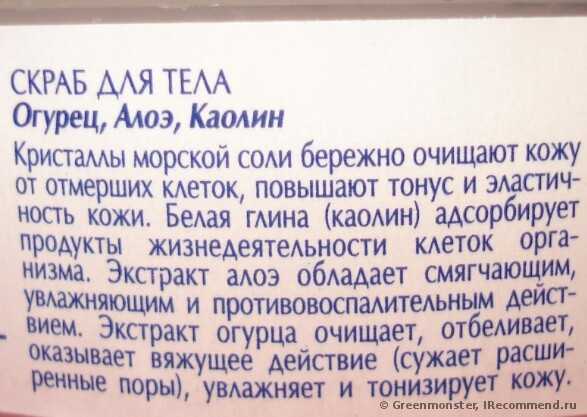 СКРАБ ДЛЯ ТЕЛА
Огурец, Алоэ, Каолин
Кристаллы морской соли бережно очищают кожу
от отмерших клеток, повышают тонус и эластич-
ность кожи. Белая глина (каолин) адсорбирует
продукты жизнедеятельности клеток орга-
низма. Экстракт алоэ обладает смягчающим,
увлажняющим и противовоспалительным дейст-
вием. Экстракт огурца очищает, отбеливает,
оказывает вяжущее действие (сужает расши-
ренные поры), увлажняет и тонизирует кожу.
© Greenmonster, IRecommend.ru